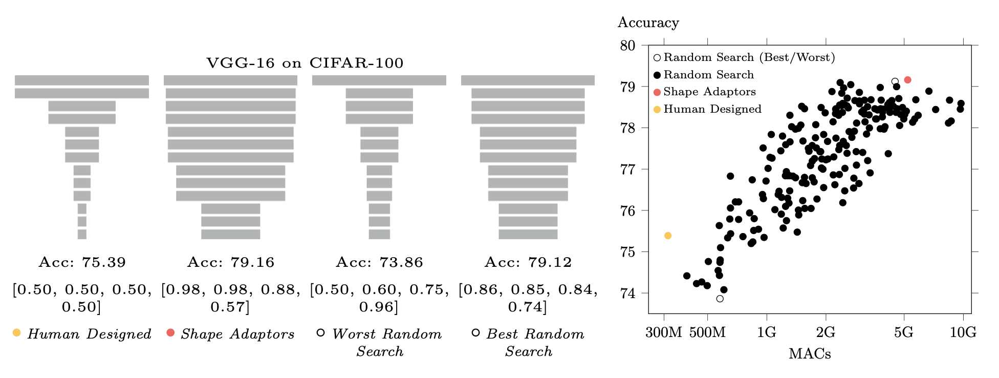 VGG-16 on CIFAR-100
Acc: 75.39
[0.50, 0.50, 0.50,
0.50]
Human Designed
Acc: 79.16
[0.98, 0.98, 0.88,
0.57]
Shape Adaptors
Acc: 73.86
[0.50, 0.60, 0.75,
0.96]
Worst Random
Search
Acc: 79.12
[0.86, 0.85, 0.84,
0.74]
Best Random
Search
Accuracy
80
79
78
77
76
75
74
Random Search (Best/Worst)
Random Search
Shape Adaptors
Human Designed
300M 500M 1G 2G 5G 10G
MACs